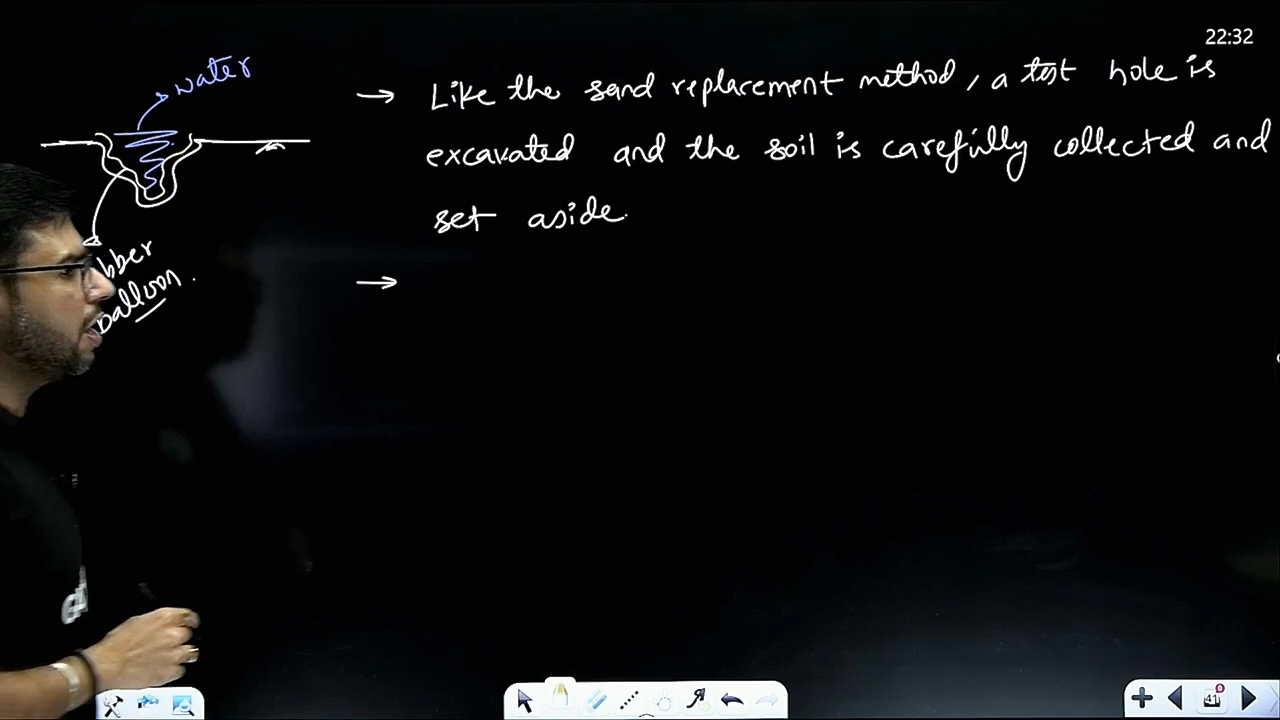 22:32
water
→ Like the sand replacement method, a test hole is
excavated and the soil is carefully collected and
set aside.
→
bber
balloon.
41